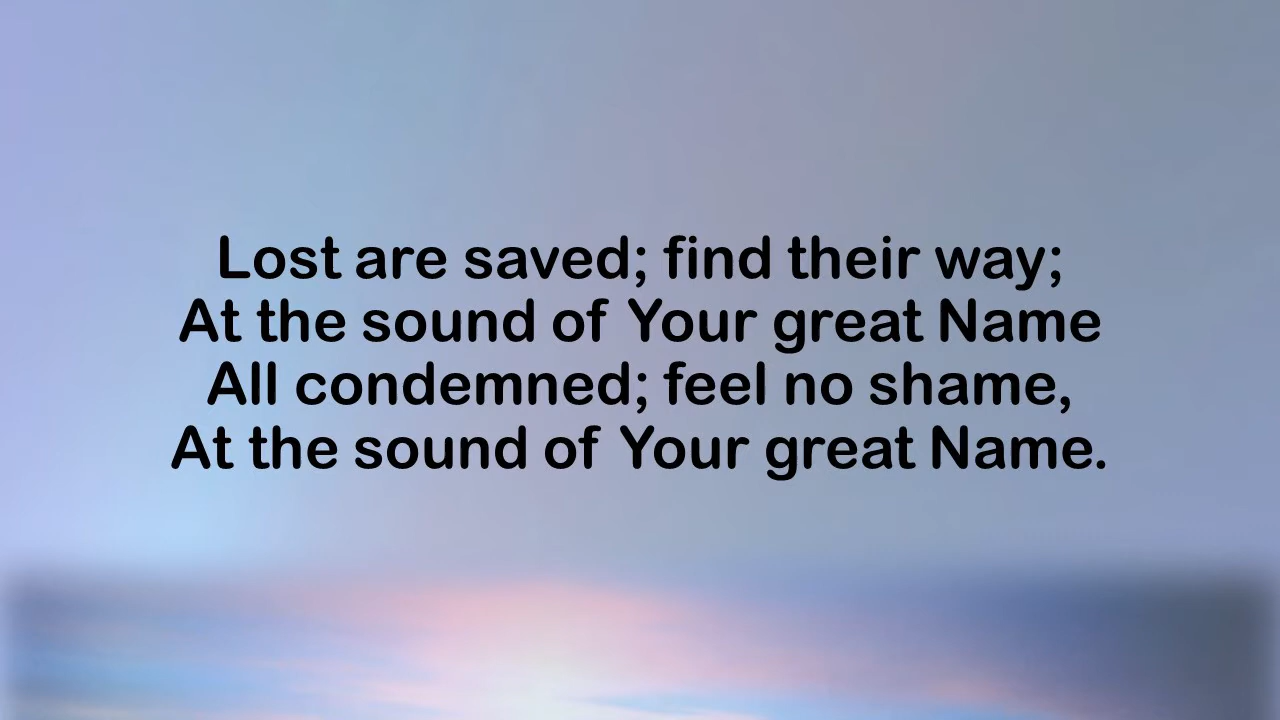 Lost are saved; find their way;
At the sound of Your great Name
All condemned; feel no shame,
At the sound of Your great Name.